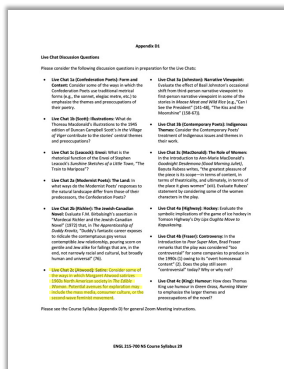 Appendix D1
Live Chat Discussion Questions
Please consider the following discussion questions in preparation for the Live Chats:
Live Chat 1a (Confederation Poets): Form and
Content: Consider some of the ways in which the
Confederation Poets use traditional metrical
forms (e.g., the sonnet, elegiac metre, etc.) to
emphasize the themes and preoccupations of
their poetry.
Live Chat 1b (Scott): Illustrations: What do
Thoreau Macdonald's illustrations to the 1945
edition of Duncan Campbell Scott's In the Village
of Viger contribute to the stories' central themes
and preoccupations?
Live Chat 1c (Leacock): Envoi: What is the
rhetorical function of the Envoi of Stephen
Leacock's Sunshine Sketches of a Little Town, "The
Train to Mariposa"?
Live Chat 2a (Modernist Poets): The Land: In
what ways do the Modernist Poets' responses to
the natural landscape differ from those of their
predecessors, the Confederation Poets?
Live Chat 2b (Richler): The Jewish-Canadian
Novel: Evaluate F.M. Birbalsingh's assertion in
"Mordecai Richler and the Jewish-Canadian
Novel" (1972) that, in The Apprenticeship of
Duddy Kravitz, "Duddy's fantastic career exposes
to ridicule the contemptible gay versus
contemptible Jew relationship, pouring scorn on
gentile and Jew alike for failings that are, in the
end, not narrowly racial and cultural, but broadly
human and universal" (76).
Live Chat 2c (Atwood): Satire: Consider some of
the ways in which Margaret Atwood satirizes
1960s North American society in The Edible
Woman. Potential avenues for exploration may
include the mass media, consumer culture, or the
second-wave feminist movement.
Live Chat 3a (Johnston): Narrative Viewpoint:
Evaluate the effect of Basil Johnston's occasional
shift from third-person narrative viewpoint to
first-person narrative viewpoint in some of the
stories in Moose Meat and Wild Rice (e.g., "Can I
See the President" (141-48), "The Kiss and the
Moonshine" (158-67)).
Live Chat 3b (Contemporary Poets): Indigenous
Themes: Consider the Contemporary Poets'
treatment of Indigenous issues and themes in
their work.
Live Chat 3c (MacDonald): The Role of Women:
In the introduction to Ann-Marie MacDonald's
Goodnight Desdemona (Good Morning Juliet),
Banuta Rubess writes, "the greatest pleasure of
the piece is its scope—in terms of content, in
terms of theatricality, and ultimately, in terms of
the place it gives women" (xiii). Evaluate Rubess'
statement by considering some of the women
characters in the play.
Live Chat 4a (Highway): Hockey: Evaluate the
symbolic implications of the game of ice hockey in
Tomson Highway's Dry Lips Oughta Move to
Kapuskasing.
Live Chat 4b (Fraser): Controversy: In the
Introduction to Poor Super Man, Brad Fraser
remarks that the play was considered "too
controversial" for some companies to produce in
the 1990s (1) owing to its "overt homosexual
content" (2). Does the play still seem
"controversial" today? Why or why not?
Live Chat 4c (King): Humour: How does Thomas
King use humour in Green Grass, Running Water
to emphasize the larger themes and
preoccupations of the novel?
Please see the Course Syllabus (Appendix D) for general Zoom Meeting instructions.
ENGL 215-700 NS Course Syllabus 29